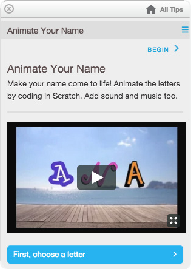 All Tips
Animate Your Name
BEGIN
Animate Your Name
Make your name come to life! Animate the letters
by coding in Scratch. Add sound and music too.
A A A
First, choose a letter